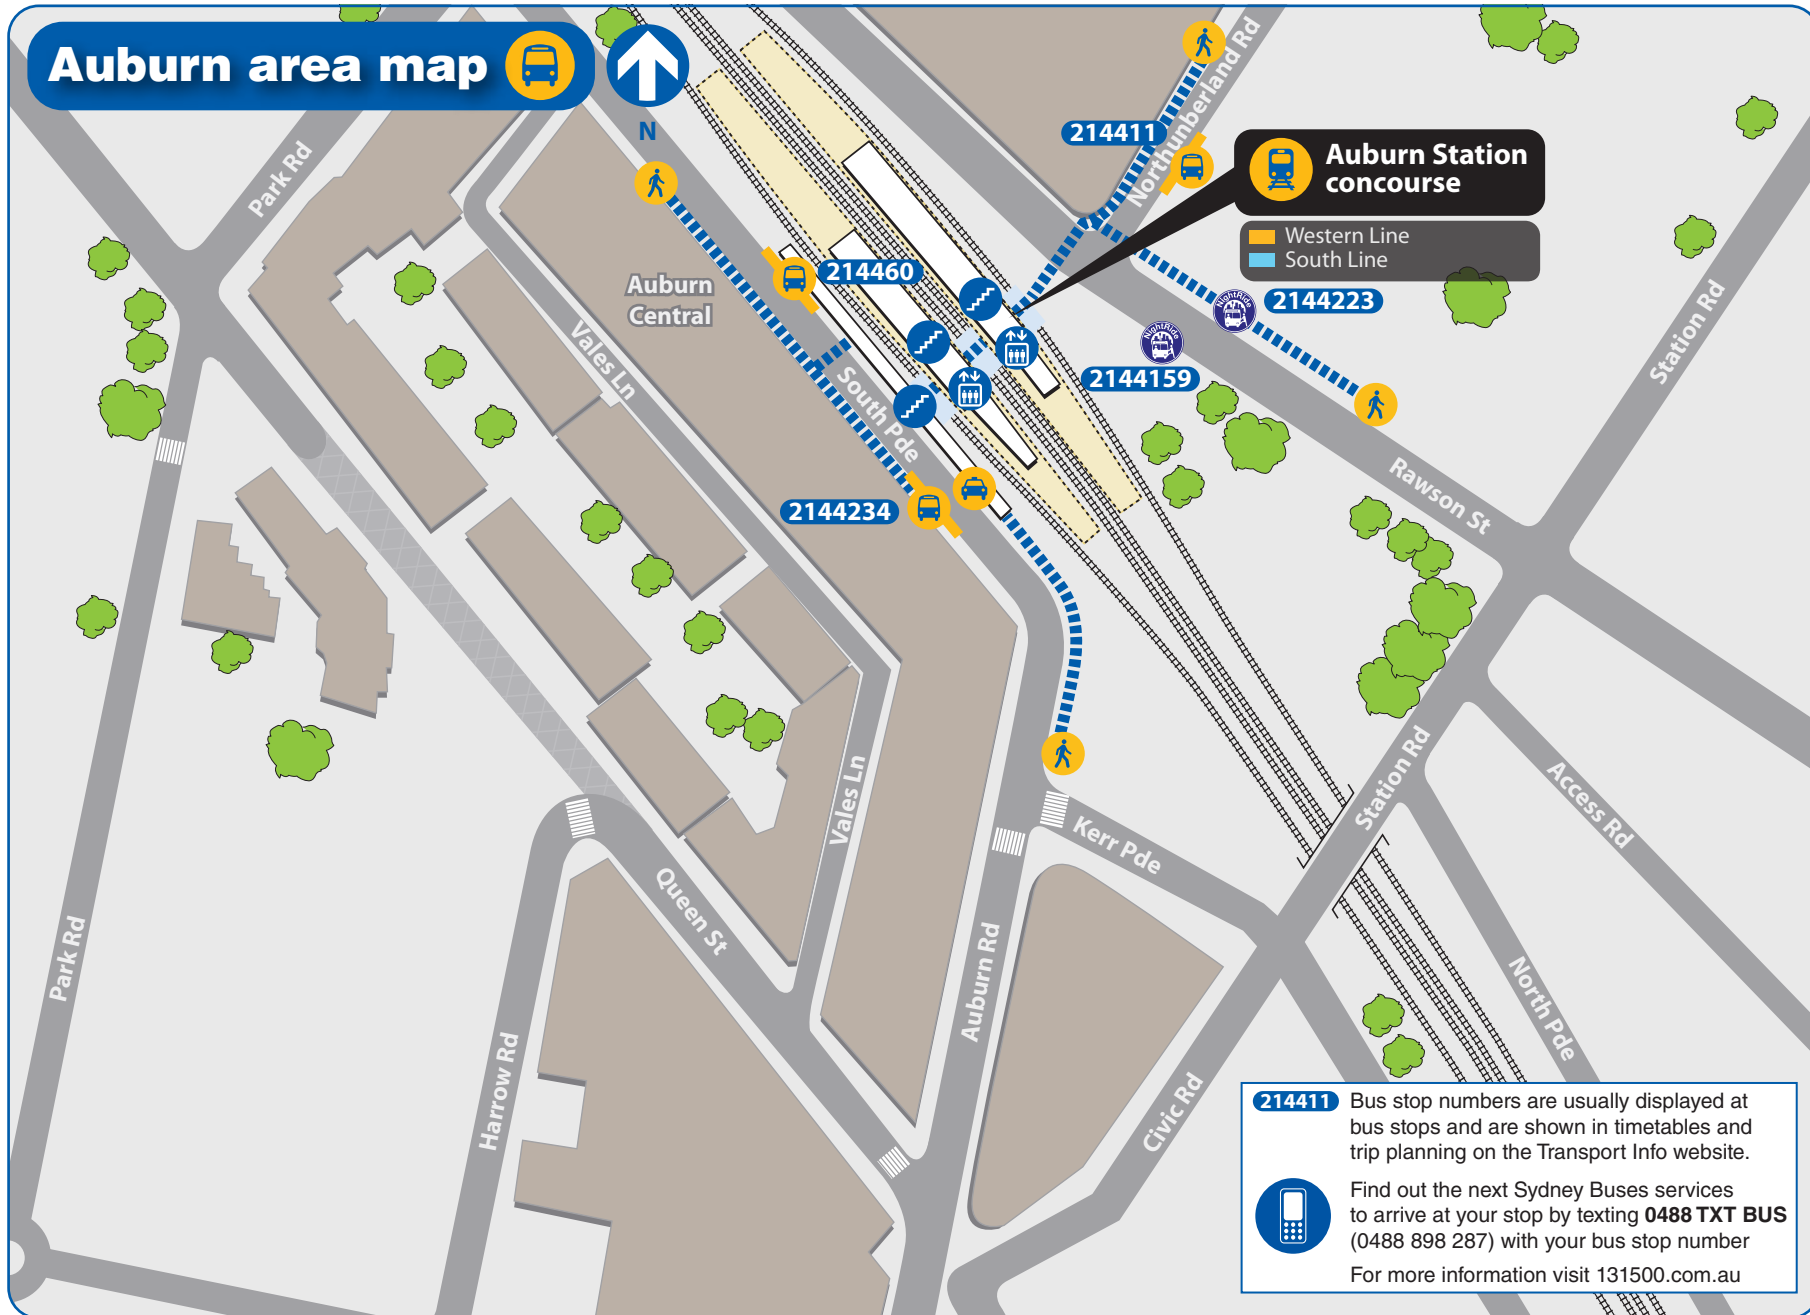 Auburn area map
N
Park Rd
Northunberland Rd
214411
Auburn Station
concourse
Western Line
South Line
214460
Auburn
Central
NightRide
2144223
NightRide
2144159
Station Rd
Vales Ln
South Pde
2144234
Rawson St
Station Rd
Access Rd
Vales Ln
Kerr Pde
Queen St
Park Rd
Auburn Rd
North Pde
Harrow Rd
Civic Rd
214411 Bus stop numbers are usually displayed at
bus stops and are shown in timetables and
trip planning on the Transport Info website.
Find out the next Sydney Buses services
to arrive at your stop by texting 0488 TXT BUS
(0488 898 287) with your bus stop number
For more information visit 131500.com.au